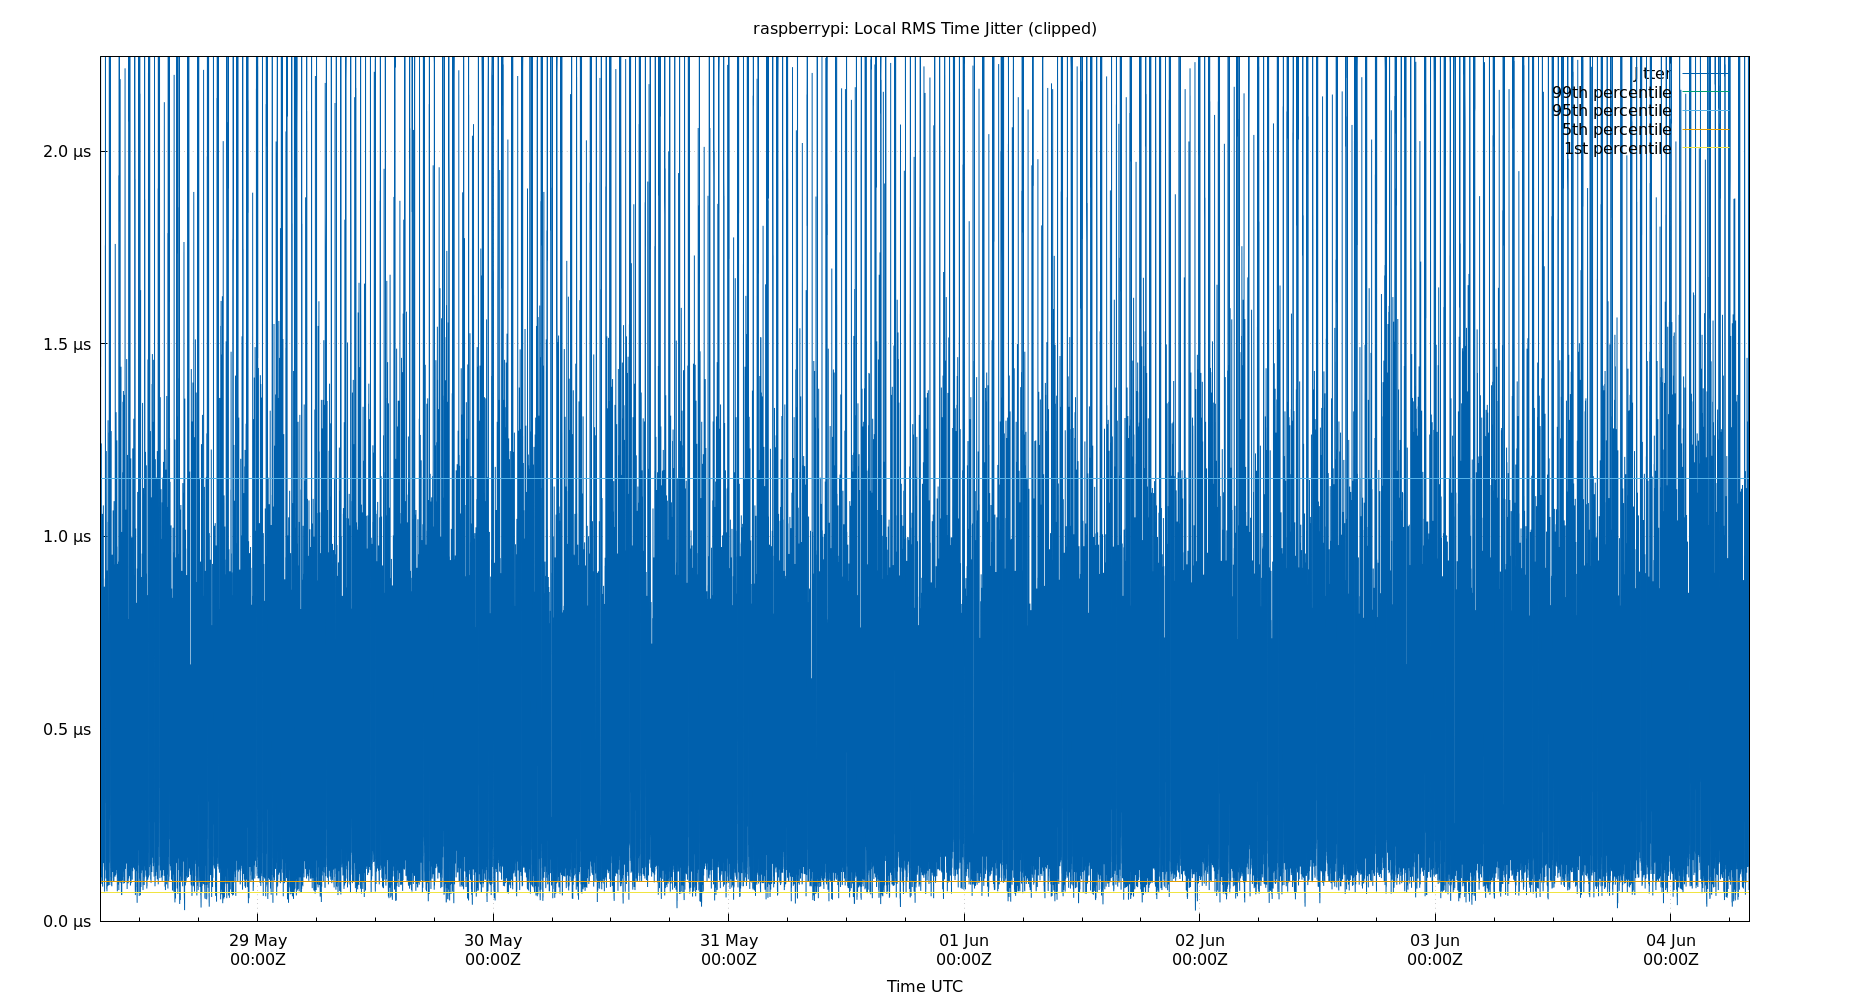 raspberrypi: Local RMS Time Jitter (clipped)
jitter
99th percentile
95th percentile
5th percentile
1st percentile
2.0 µs
1.5 µs
1.0 µs
0.5 µs
0.0 µs
29 May 30 May 31 May 01 Jun 02 Jun 03 Jun 04 Jun
00:00Z 00:00Z 00:00Z 00:00Z 00:00Z 00:00Z 00:00Z
Time UTC